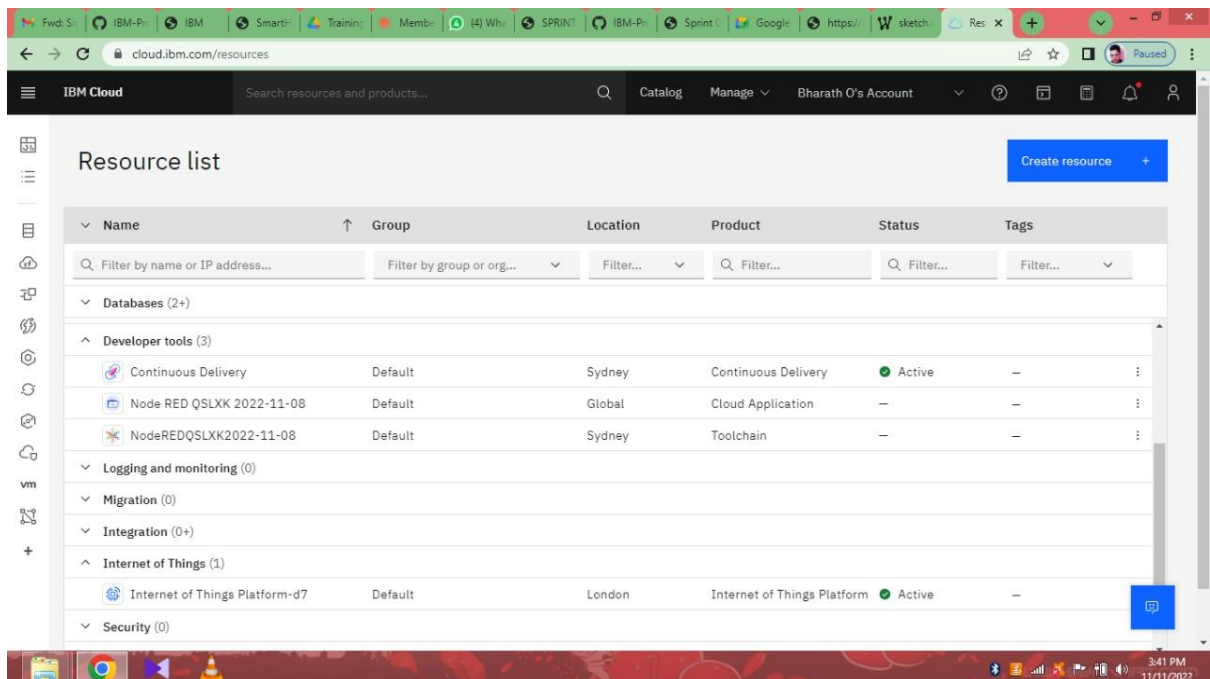 Fwd: Si IBM-Pr IBM SmartH Training Membe (4) Wha SPRINT IBM-Pr Sprint Google https:// sketch. Res
cloud.ibm.com/resources Paused
IBM Cloud Search resources and products... Catalog Manage Bharath O's Account
Resource list Create resource +
Name Group Location Product Status Tags
Filter by name or IP address... Filter by group or org... Filter... Filter... Filter... Filter...
Databases (2+)
Developer tools (3)
Continuous Delivery Default Sydney Continuous Delivery Active –
Node RED QSLXK 2022-11-08 Default Global Cloud Application – –
NodeREDQSLXK2022-11-08 Default Sydney Toolchain – –
Logging and monitoring (0)
vm
Migration (0)
Integration (0+)
Internet of Things (1)
Internet of Things Platform-d7 Default London Internet of Things Platform Active –
Security (0)
3:41 PM
11/11/2022